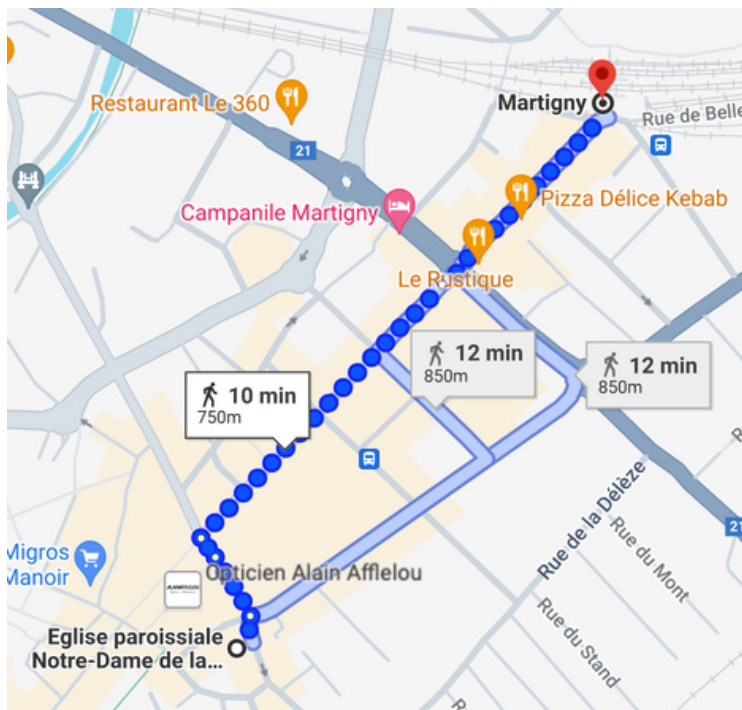 Martigny
Rue de Belle
Restaurant Le 360
21
Pizza Délice Kebab
Campanile Martigny
Le Rustique
12 min
850m
12 min
850m
10 min
750m
Rue de la Délèze
21
Rue du Mont
Migros
Manoir
Opticien Alain Afflelou
Rue du Stand
Eglise paroissiale
Notre-Dame de la...